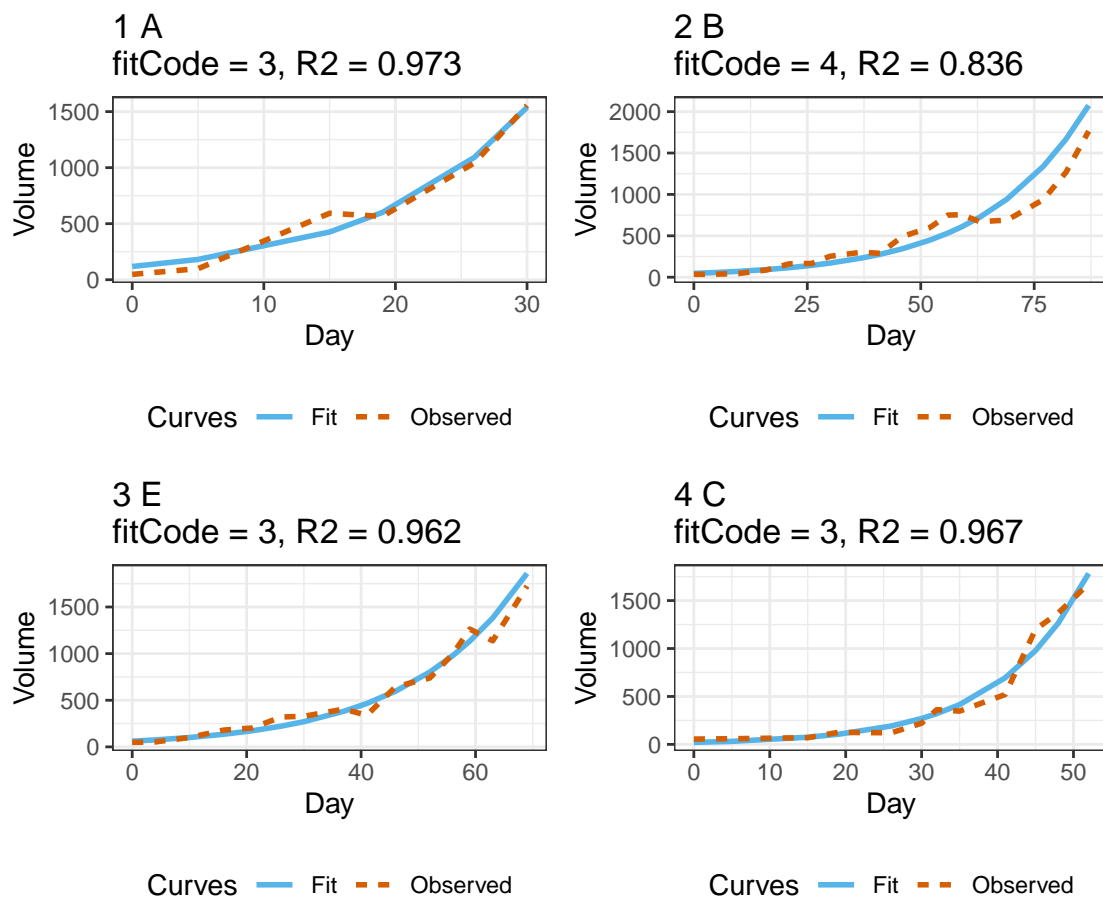 1 A
fitCode = 3, R2 = 0.973
1500
1000
500
0
Volume
0 10 20 30
Day
Curves Fit Observed
2 B
fitCode = 4, R2 = 0.836
2000
1500
1000
500
0
Volume
0 25 50 75
Day
Curves Fit Observed
3 E
fitCode = 3, R2 = 0.962
1500
1000
500
0
Volume
0 20 40 60
Day
Curves Fit Observed
4 C
fitCode = 3, R2 = 0.967
1500
1000
500
0
Volume
0 10 20 30 40 50
Day
Curves Fit Observed